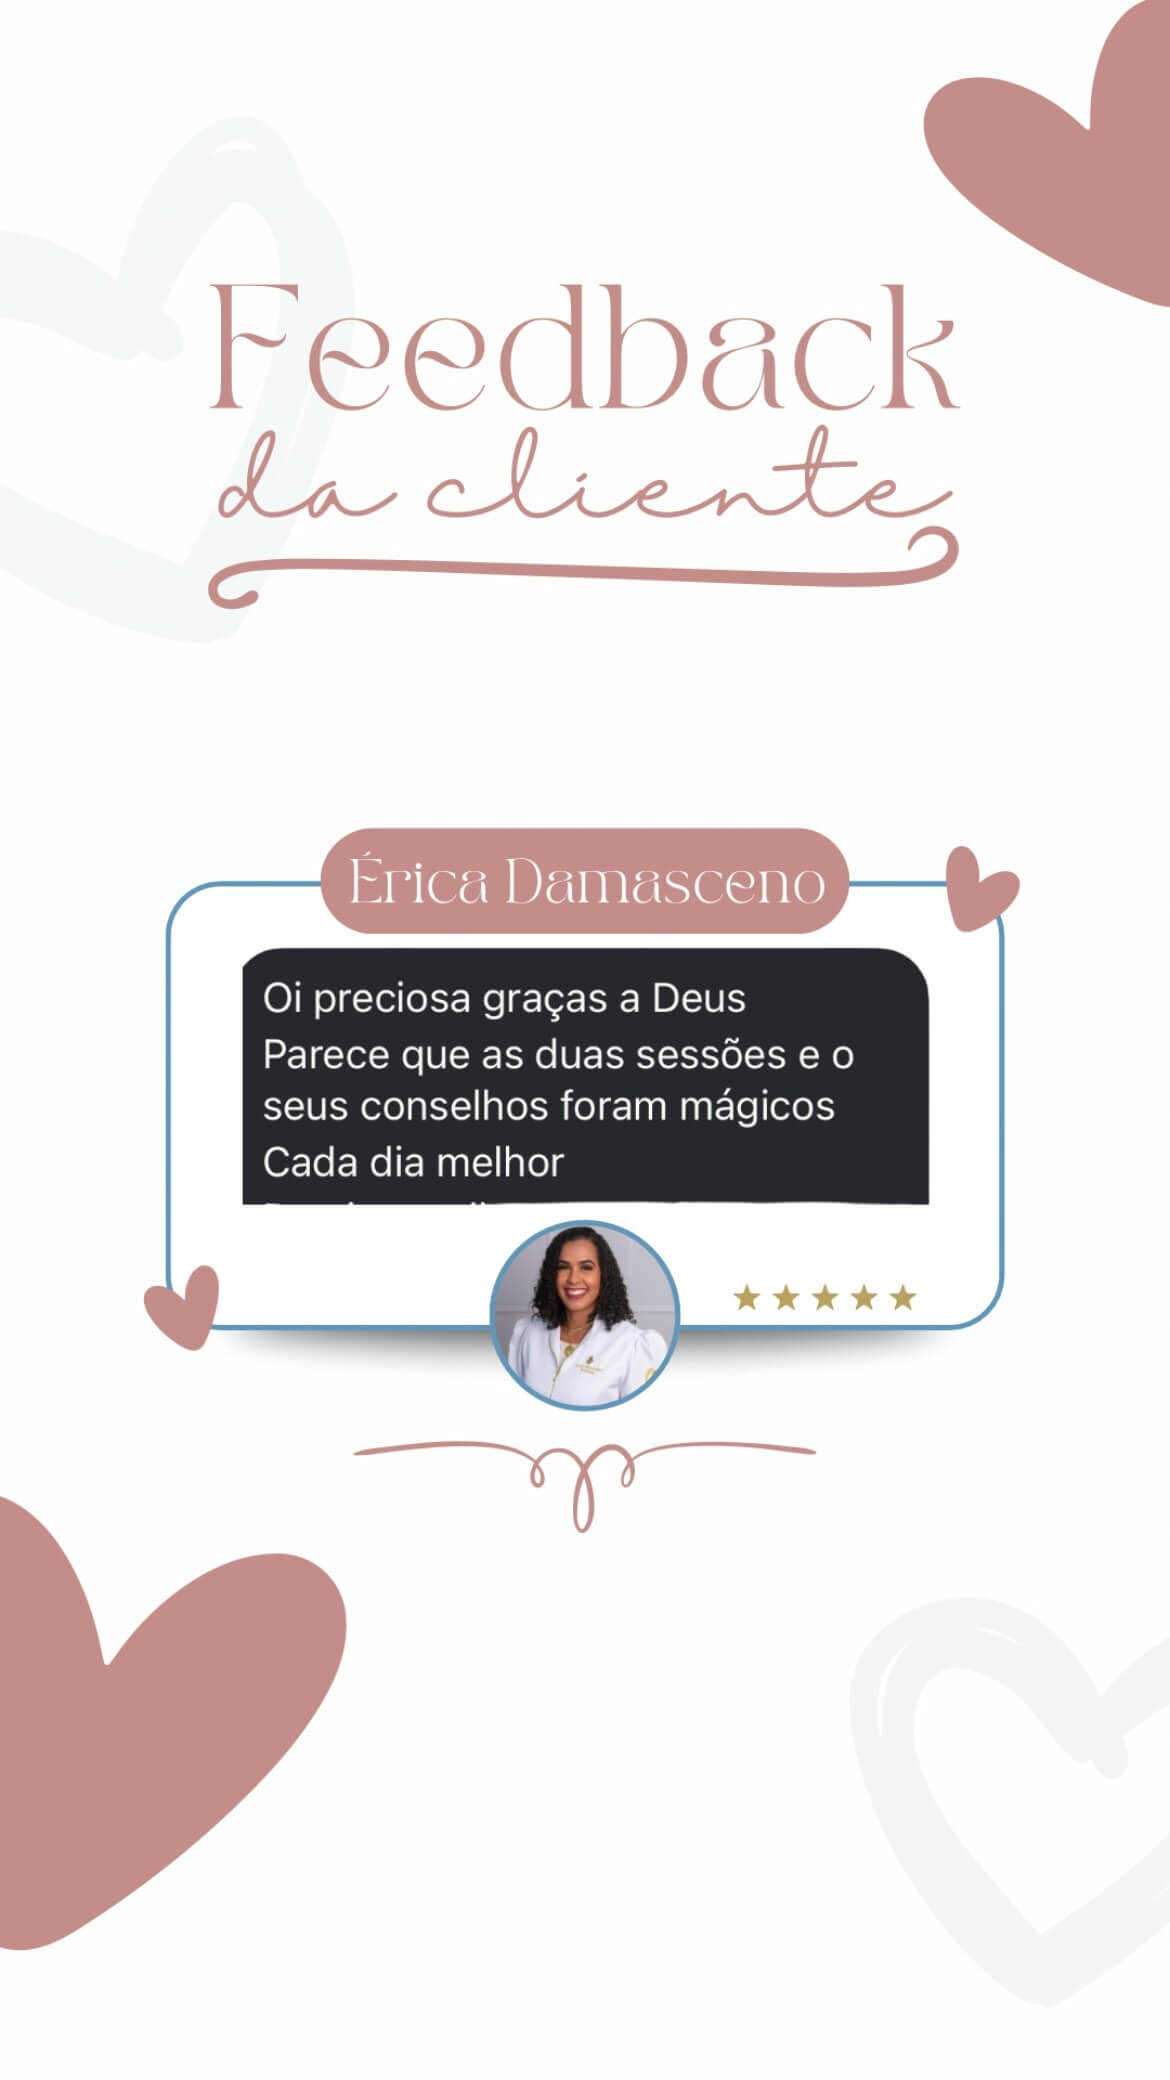 Feedback
da cliente
Érica Damasceno
Oi preciosa graças a Deus
Parece que as duas sessões e o
seus conselhos foram mágicos
Cada dia melhor